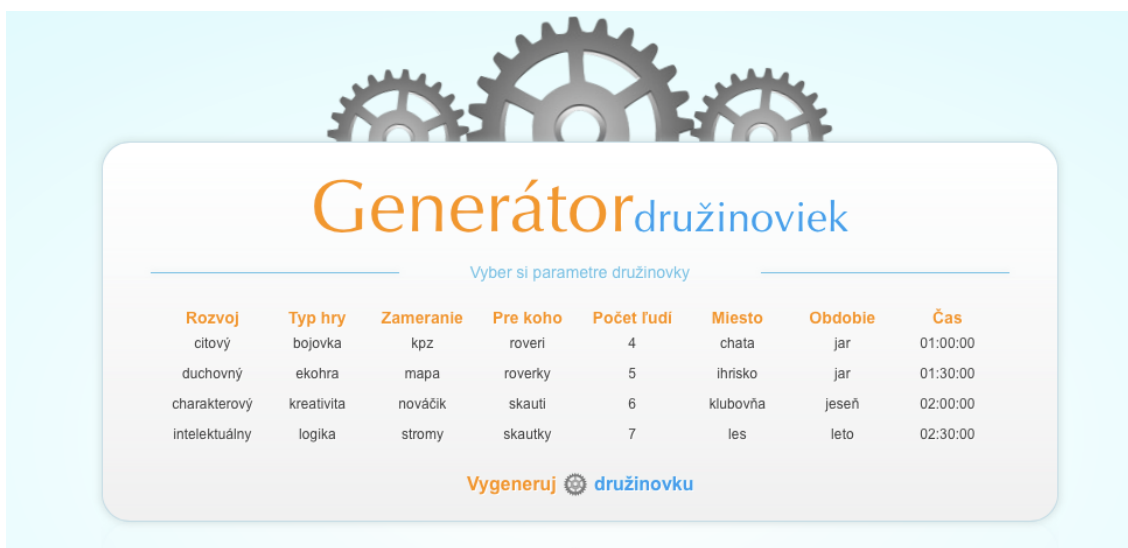 Generátordružinoviek
Vyber si parametre družinovky
Rozvoj Typ hry Zameranie Pre koho Počet ľudí Miesto Obdobie Čas
citový bojovka kpz roveri 4 chata jar 01:00:00
duchovný ekohra mapa roverky 5 ihrisko jar 01:30:00
charakterový kreativita nováčik skauti 6 klubovňa jeseň 02:00:00
intelektuálny logika stromy skautky 7 les leto 02:30:00
Vygeneruj družinovku